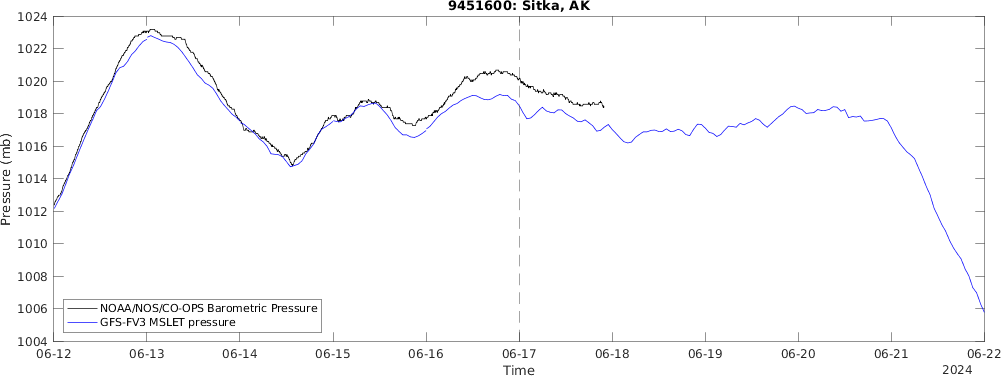 9451600: Sitka, AK
Pressure (mb)
1024
1022
1020
1018
1016
1014
1012
1010
1008
1006
1004
NOAA/NOS/CO-OPS Barometric Pressure
GFS-FV3 MSLET pressure
06-12 06-13 06-14 06-15 06-16 06-17 06-18 06-19 06-20 06-21 06-22
Time
2024